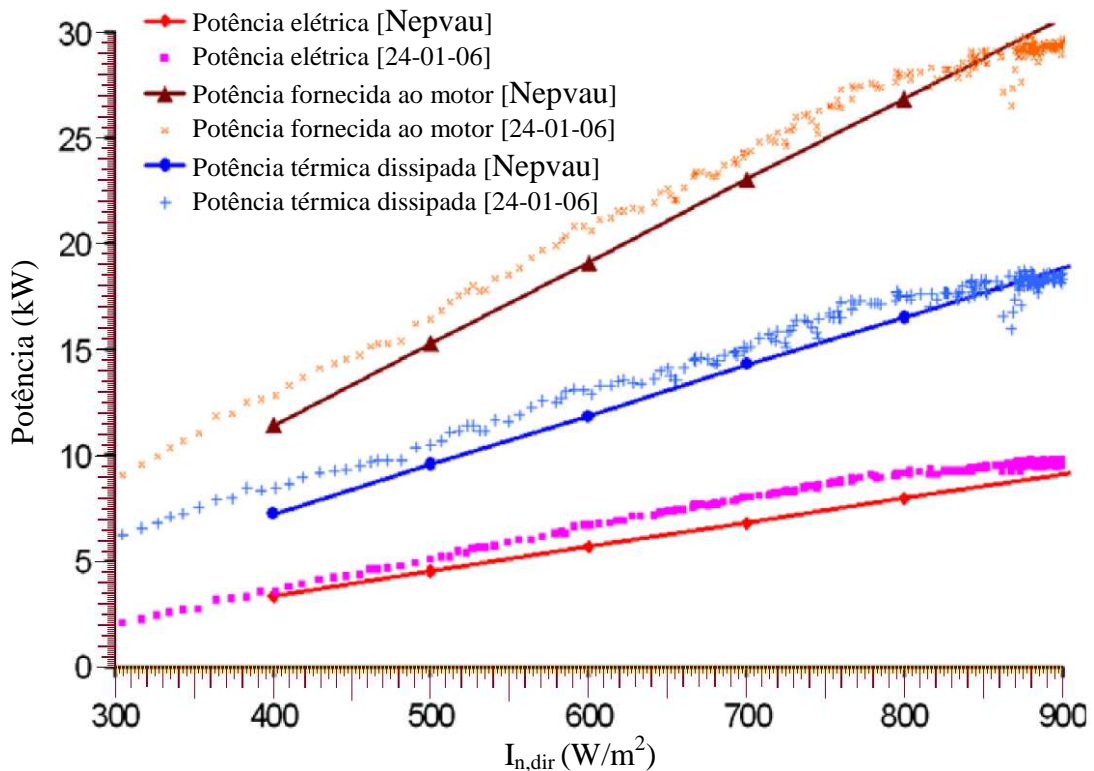 Potência elétrica [Nepvau]
Potência elétrica [24-01-06]
Potência fornecida ao motor [Nepvau]
Potência fornecida ao motor [24-01-06]
Potência térmica dissipada [Nepvau]
Potência térmica dissipada [24-01-06]
Potência (kW)
30
25
20
15
10
5
0
300 400 500 600 700 800 900
I n,dir (W/m²)